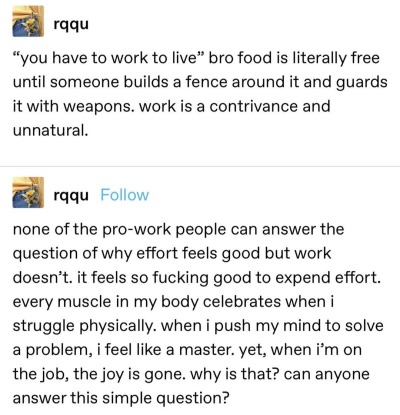 rqqu
“you have to work to live” bro food is literally free
until someone builds a fence around it and guards
it with weapons. work is a contrivance and
unnatural.
rqqu Follow
none of the pro-work people can answer the
question of why effort feels good but work
doesn’t. it feels so fucking good to expend effort.
every muscle in my body celebrates when i
struggle physically. when i push my mind to solve
a problem, i feel like a master. yet, when i’m on
the job, the joy is gone. why is that? can anyone
answer this simple question?